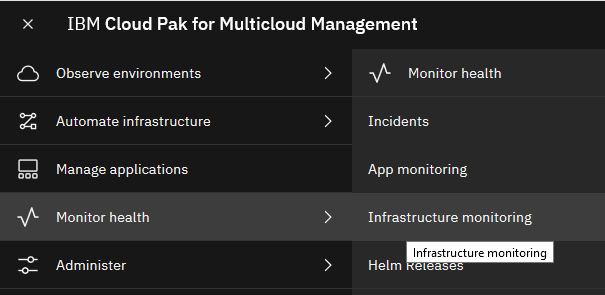 IBM Cloud Pak for Multicloud Management
Observe environments
Automate infrastructure
Manage applications
Monitor health
Administer
Monitor health
Incidents
App monitoring
Infrastructure monitoring
Infrastructure monitoring
Helm Releases